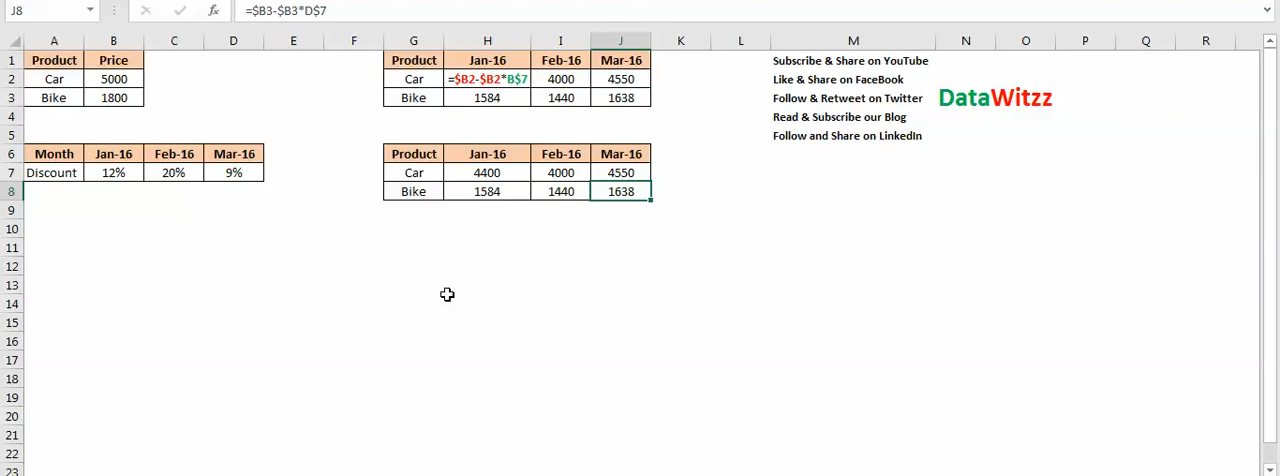 J8 =$B3-$B3*D$7
A B C D E F G H I J K L M N O P Q R
1 Product Price Product Jan-16 Feb-16 Mar-16 Subscribe & Share on YouTube
2 Car 5000 Car =$B2-$B2*B$7 4000 4550 Like & Share on FaceBook
3 Bike 1800 Bike 1584 1440 1638 Follow & Retweet on Twitter DataWitzz
4 Read & Subscribe our Blog
5 Follow and Share on LinkedIn
6 Month Jan-16 Feb-16 Mar-16 Product Jan-16 Feb-16 Mar-16
7 Discount 12% 20% 9% Car 4400 4000 4550
8 Bike 1584 1440 1638
9
10
11
12
13
14
15
16
17
18
19
20
21
22
23